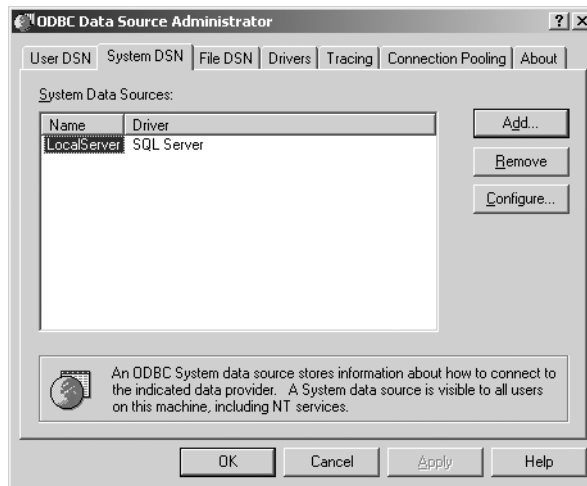 ODBC Data Source Administrator
User DSN System DSN File DSN Drivers Tracing Connection Pooling About
System Data Sources:
Name Driver
LocalServer SQL Server
Add...
Remove
Configure...
An ODBC System data source stores information about how to connect to
the indicated data provider. A System data source is visible to all users
on this machine, including NT services.
OK Cancel Apply Help